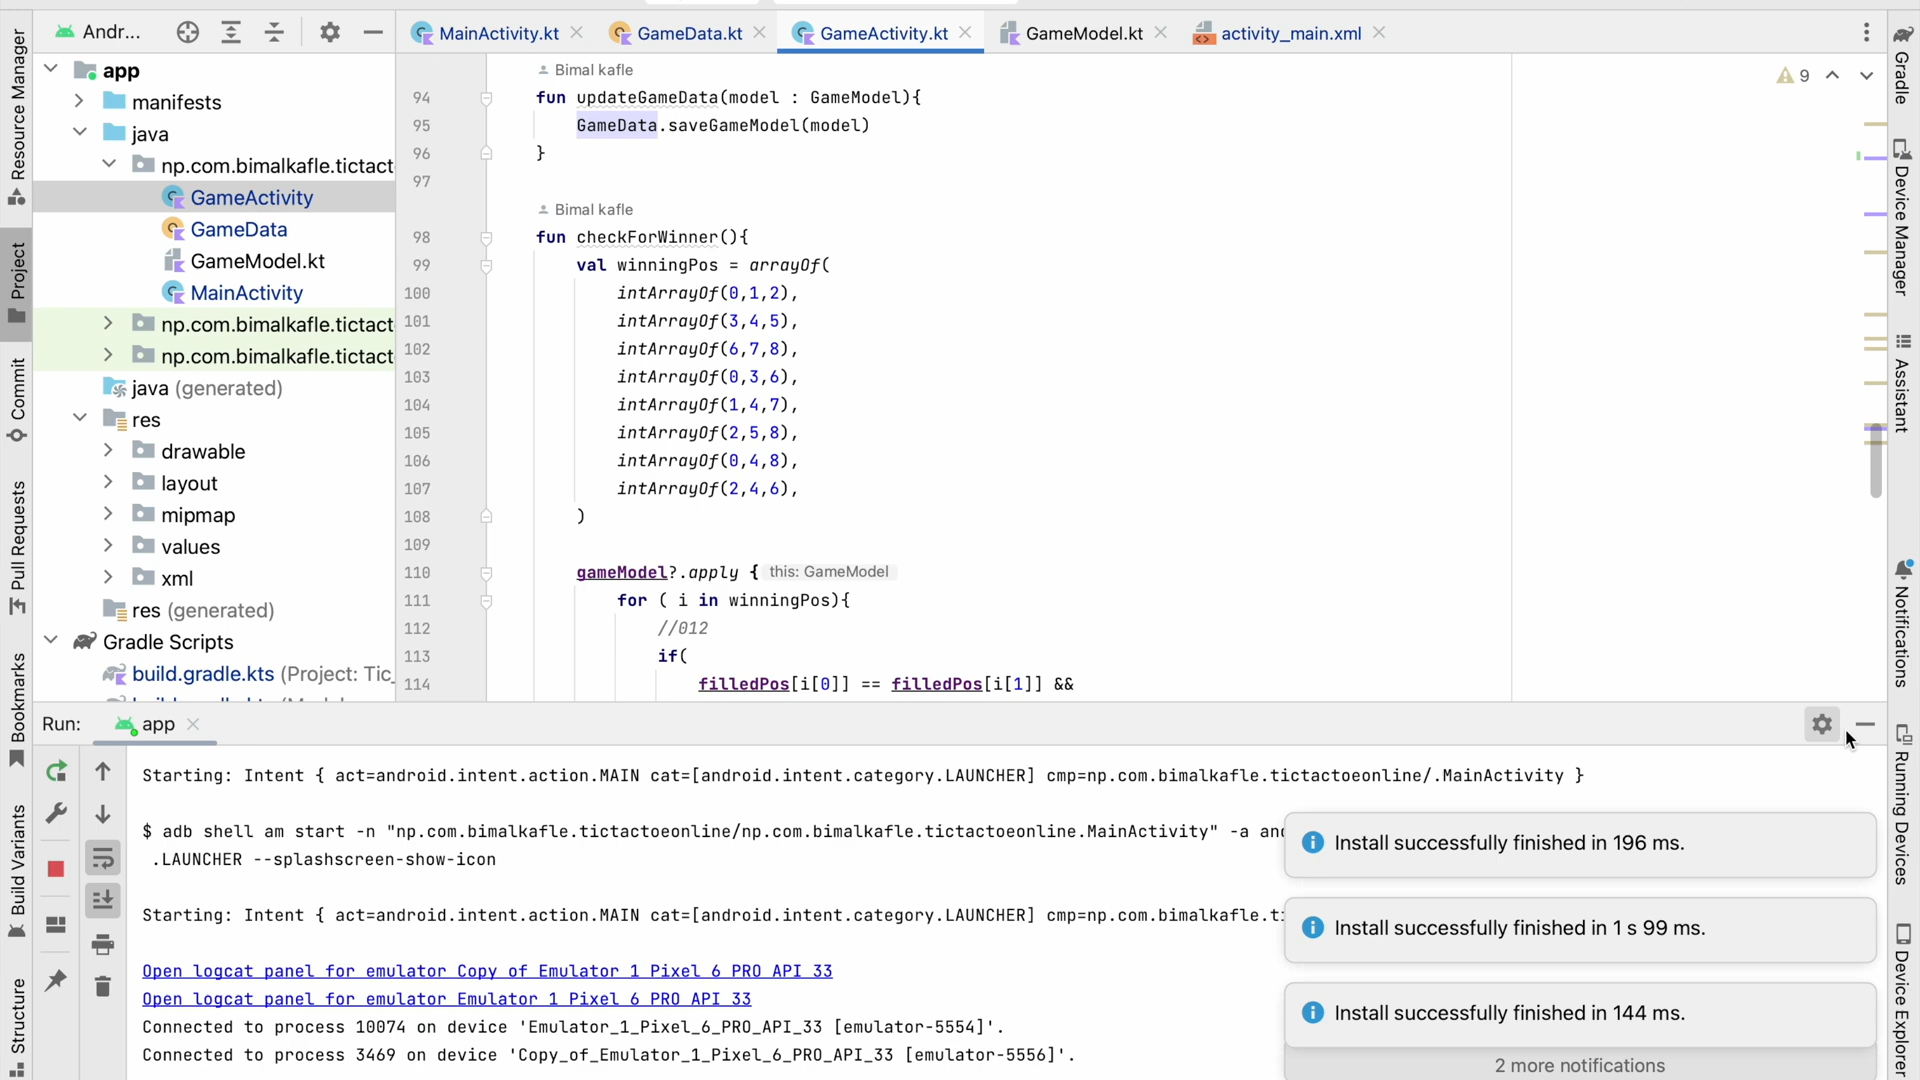 Andr...
MainActivity.kt
GameData.kt
GameActivity.kt
GameModel.kt
activity_main.xml
Resource Manager
Project
Commit
Pull Requests
Bookmarks
Build Variants
Structure
app
manifests
java
np.com.bimalkafle.tictact
GameActivity
GameData
GameModel.kt
MainActivity
np.com.bimalkafle.tictact
np.com.bimalkafle.tictact
java (generated)
res
drawable
layout
mipmap
values
xml
res (generated)
Gradle Scripts
build.gradle.kts (Project: Tic_
Bimal kafle
9
94 fun updateGameData(model : GameModel){
95 GameData.saveGameModel(model)
96 }
97
Bimal kafle
98 fun checkForWinner(){
99 val winningPos = arrayOf(
100 intArrayOf(0,1,2),
101 intArrayOf(3,4,5),
102 intArrayOf(6,7,8),
103 intArrayOf(0,3,6),
104 intArrayOf(1,4,7),
105 intArrayOf(2,5,8),
106 intArrayOf(0,4,8),
107 intArrayOf(2,4,6),
108 )
109
110 gameModel?.apply { this: GameModel
111 for ( i in winningPos){
112 //012
113 if(
114 filledPos[i[0]] == filledPos[i[1]] &&
Gradle
Device Manager
Assistant
Notifications
Running Devices
Device Explorer
Run: app
Starting: Intent { act=android.intent.action.MAIN cat=[android.intent.category.LAUNCHER] cmp=np.com.bimalkafle.tictactoeonline/.MainActivity }
$ adb shell am start -n "np.com.bimalkafle.tictactoeonline/np.com.bimalkafle.tictactoeonline.MainActivity" -a
.LAUNCHER --splashscreen-show-icon
Starting: Intent { act=android.intent.action.MAIN cat=[android.intent.category.LAUNCHER] cmp=np.com.bimalkafle.ti
Open logcat panel for emulator Copy of Emulator 1 Pixel 6 PRO API 33
Open logcat panel for emulator Emulator 1 Pixel 6 PRO API 33
Connected to process 10074 on device 'Emulator_1_Pixel_6_PRO_API_33 [emulator-5554]'.
Connected to process 3469 on device 'Copy_of_Emulator_1_Pixel_6_PRO_API_33 [emulator-5556]'.
Install successfully finished in 196 ms.
Install successfully finished in 1 s 99 ms.
Install successfully finished in 144 ms.
2 more notifications